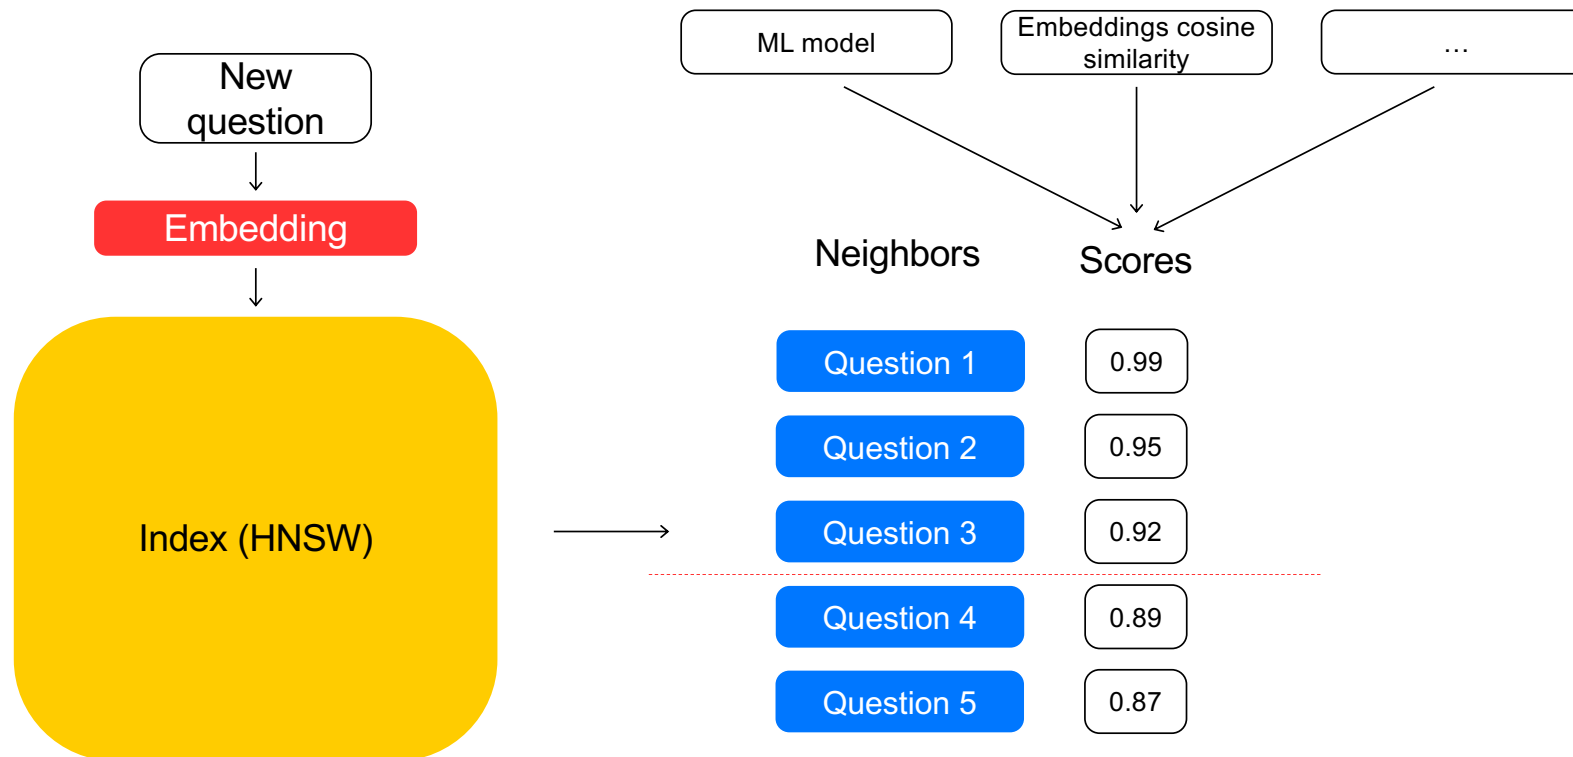 New
question
Embedding
Index (HNSW)
ML model
Embeddings cosine
similarity
…
Neighbors
Scores
Question 1
0.99
Question 2
0.95
Question 3
0.92
Question 4
0.89
Question 5
0.87